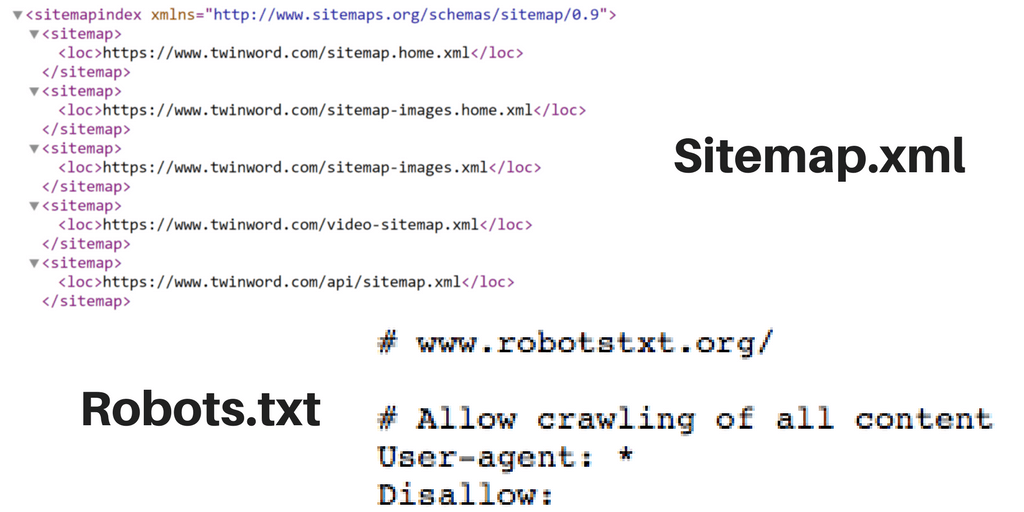 ▼<sitemapindex xmlns="http://www.sitemaps.org/schemas/sitemap/0.9">
▼<sitemap>
<loc>https://www.twinword.com/sitemap.home.xml</loc>
</sitemap>
▼<sitemap>
<loc>https://www.twinword.com/sitemap-images.home.xml</loc>
</sitemap>
▼<sitemap>
<loc>https://www.twinword.com/sitemap-images.xml</loc>
</sitemap>
▼<sitemap>
<loc>https://www.twinword.com/video-sitemap.xml</loc>
</sitemap>
▼<sitemap>
<loc>https://www.twinword.com/api/sitemap.xml</loc>
</sitemap>
Sitemap.xml
Robots.txt
# www.robotstxt.org/
# Allow crawling of all content
User-agent: *
Disallow: